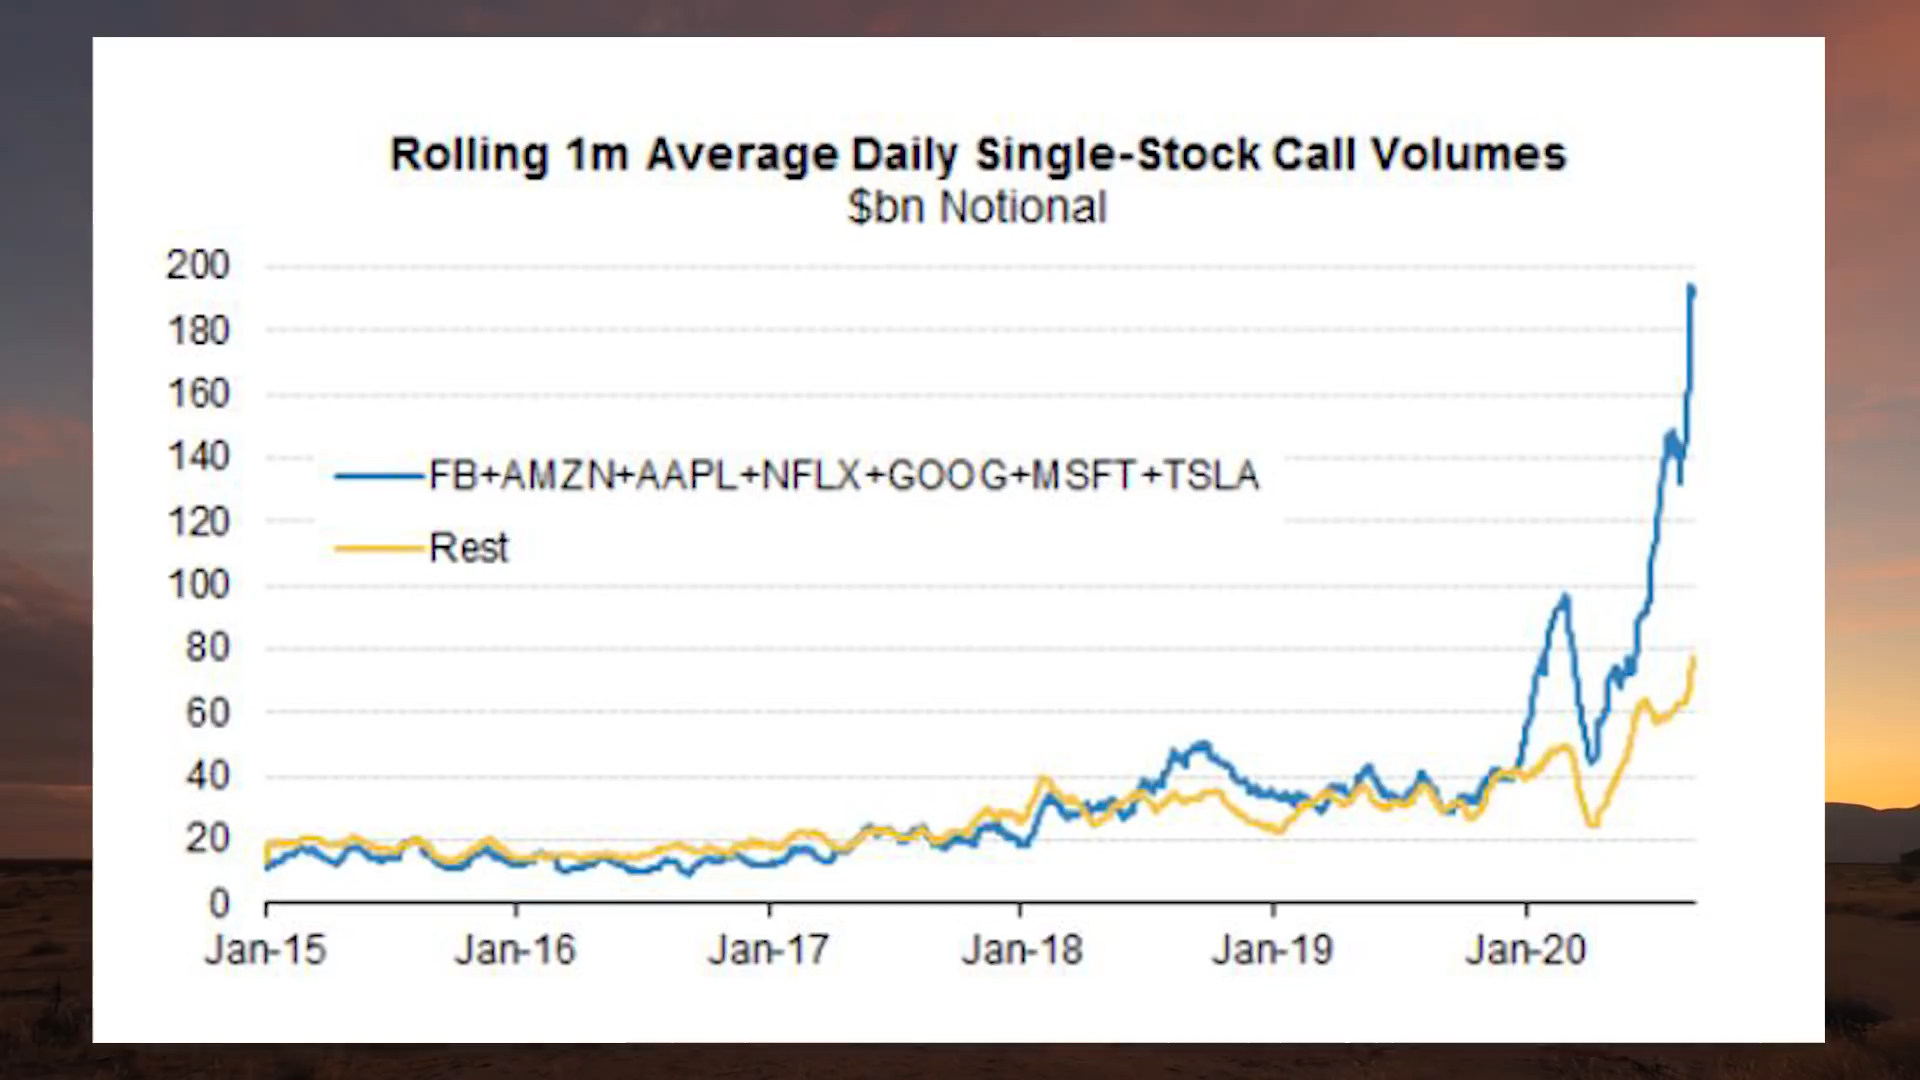 Rolling 1m Average Daily Single-Stock Call Volumes
$bn Notional
200
180
160
140
120
100
80
60
40
20
0
FB+AMZN+AAPL+NFLX+GOOG+MSFT+TSLA
Rest
Jan-15 Jan-16 Jan-17 Jan-18 Jan-19 Jan-20